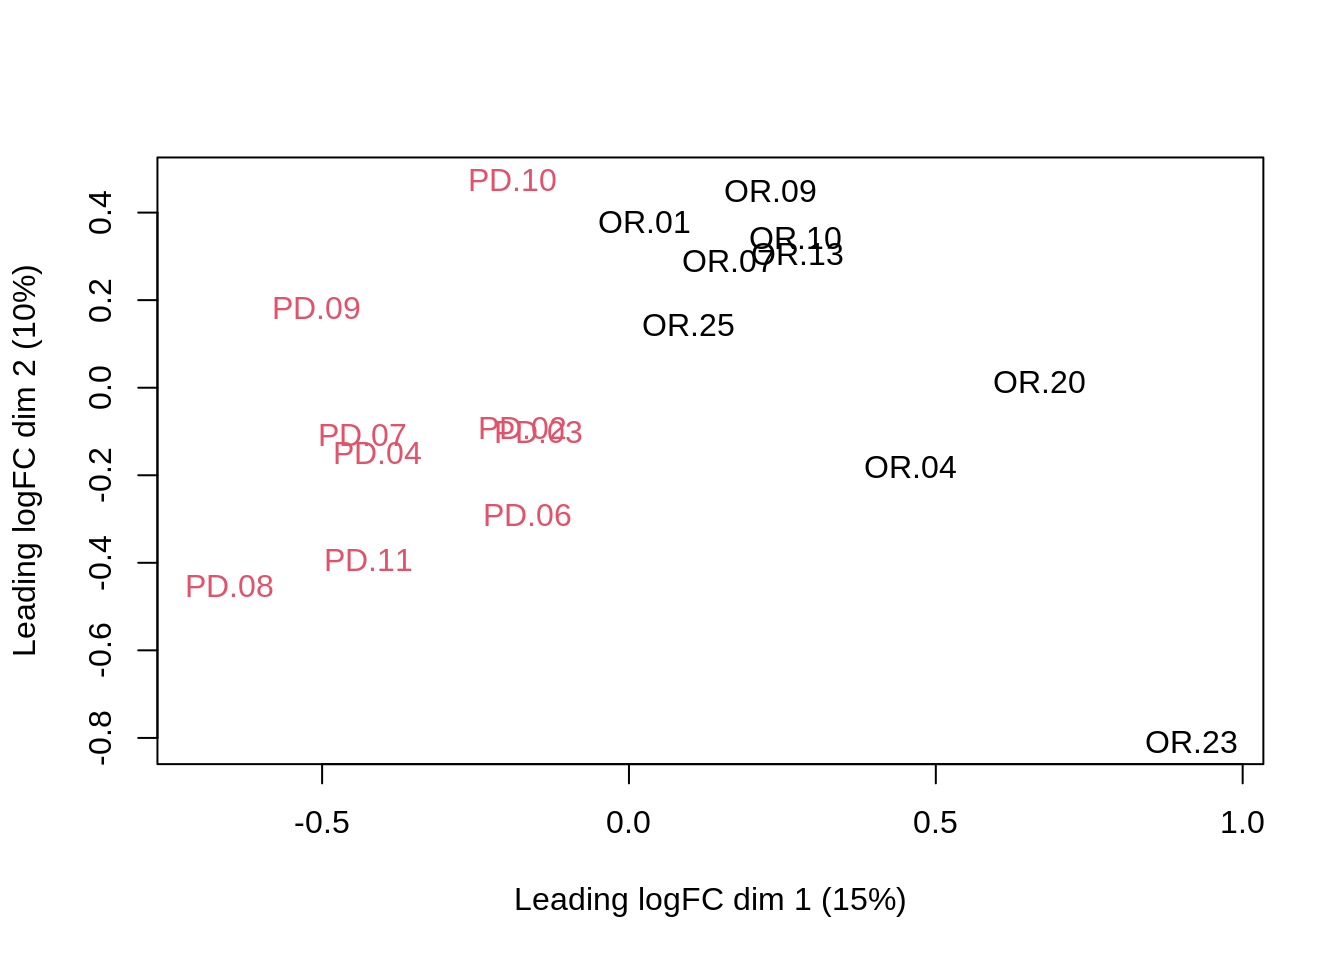 PD.10
OR.09
OR.01
OR.10
OR.13
OR.07
PD.09
OR.25
OR.20
PD.02
PD.03
PD.07
PD.04
OR.04
PD.06
PD.11
PD.08
OR.23
0.4
0.2
0.0
-0.2
-0.4
-0.6
-0.8
Leading logFC dim 2 (10%)
-0.5 0.0 0.5 1.0
Leading logFC dim 1 (15%)